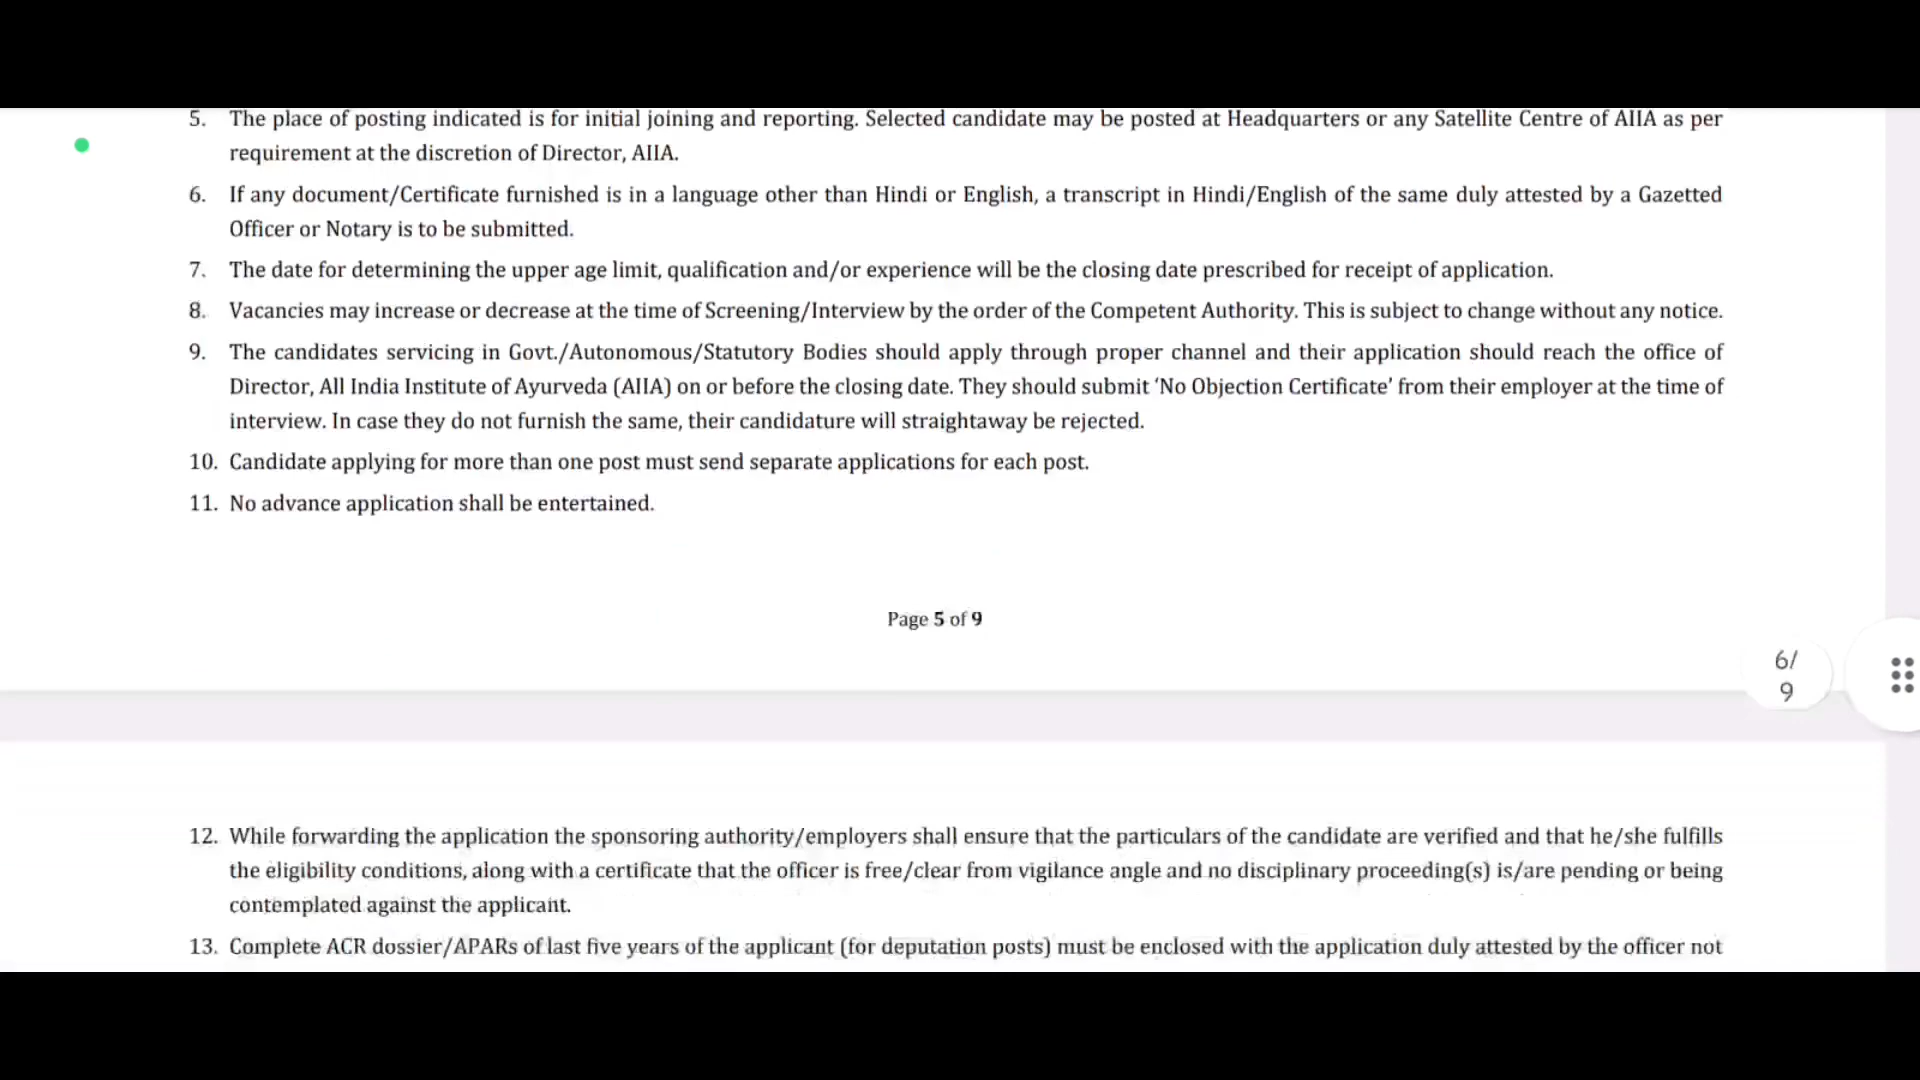 5. The place of posting indicated is for initial joining and reporting. Selected candidate may be posted at Headquarters or any Satellite Centre of AIIA as per
requirement at the discretion of Director, AIIA.
6. If any document/Certificate furnished is in a language other than Hindi or English, a transcript in Hindi/English of the same duly attested by a Gazetted
Officer or Notary is to be submitted.
7. The date for determining the upper age limit, qualification and/or experience will be the closing date prescribed for receipt of application.
8. Vacancies may increase or decrease at the time of Screening/Interview by the order of the Competent Authority. This is subject to change without any notice.
9. The candidates servicing in Govt./Autonomous/Statutory Bodies should apply through proper channel and their application should reach the office of
Director, All India Institute of Ayurveda (AIIA) on or before the closing date. They should submit ‘No Objection Certificate’ from their employer at the time of
interview. In case they do not furnish the same, their candidature will straightaway be rejected.
10. Candidate applying for more than one post must send separate applications for each post.
11. No advance application shall be entertained.
Page 5 of 9
6/
9
12. While forwarding the application the sponsoring authority/employers shall ensure that the particulars of the candidate are verified and that he/she fulfills
the eligibility conditions, along with a certificate that the officer is free/clear from vigilance angle and no disciplinary proceeding(s) is/are pending or being
contemplated against the applicant.
13. Complete ACR dossier/APARs of last five years of the applicant (for deputation posts) must be enclosed with the application duly attested by the officer not